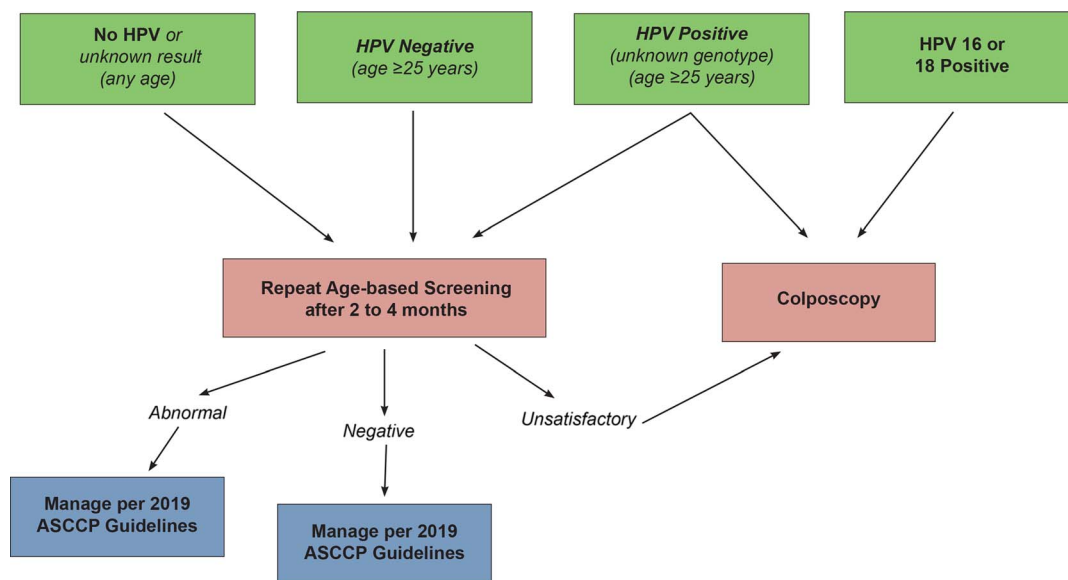 No HPV or
unknown result
(any age)
HPV Negative
(age ≥25 years)
HPV Positive
(unknown genotype)
(age ≥25 years)
HPV 16 or
18 Positive
Repeat Age-based Screening
after 2 to 4 months
Colposcopy
Abnormal
Negative
Unsatisfactory
Manage per 2019
ASCCP Guidelines
Manage per 2019
ASCCP Guidelines